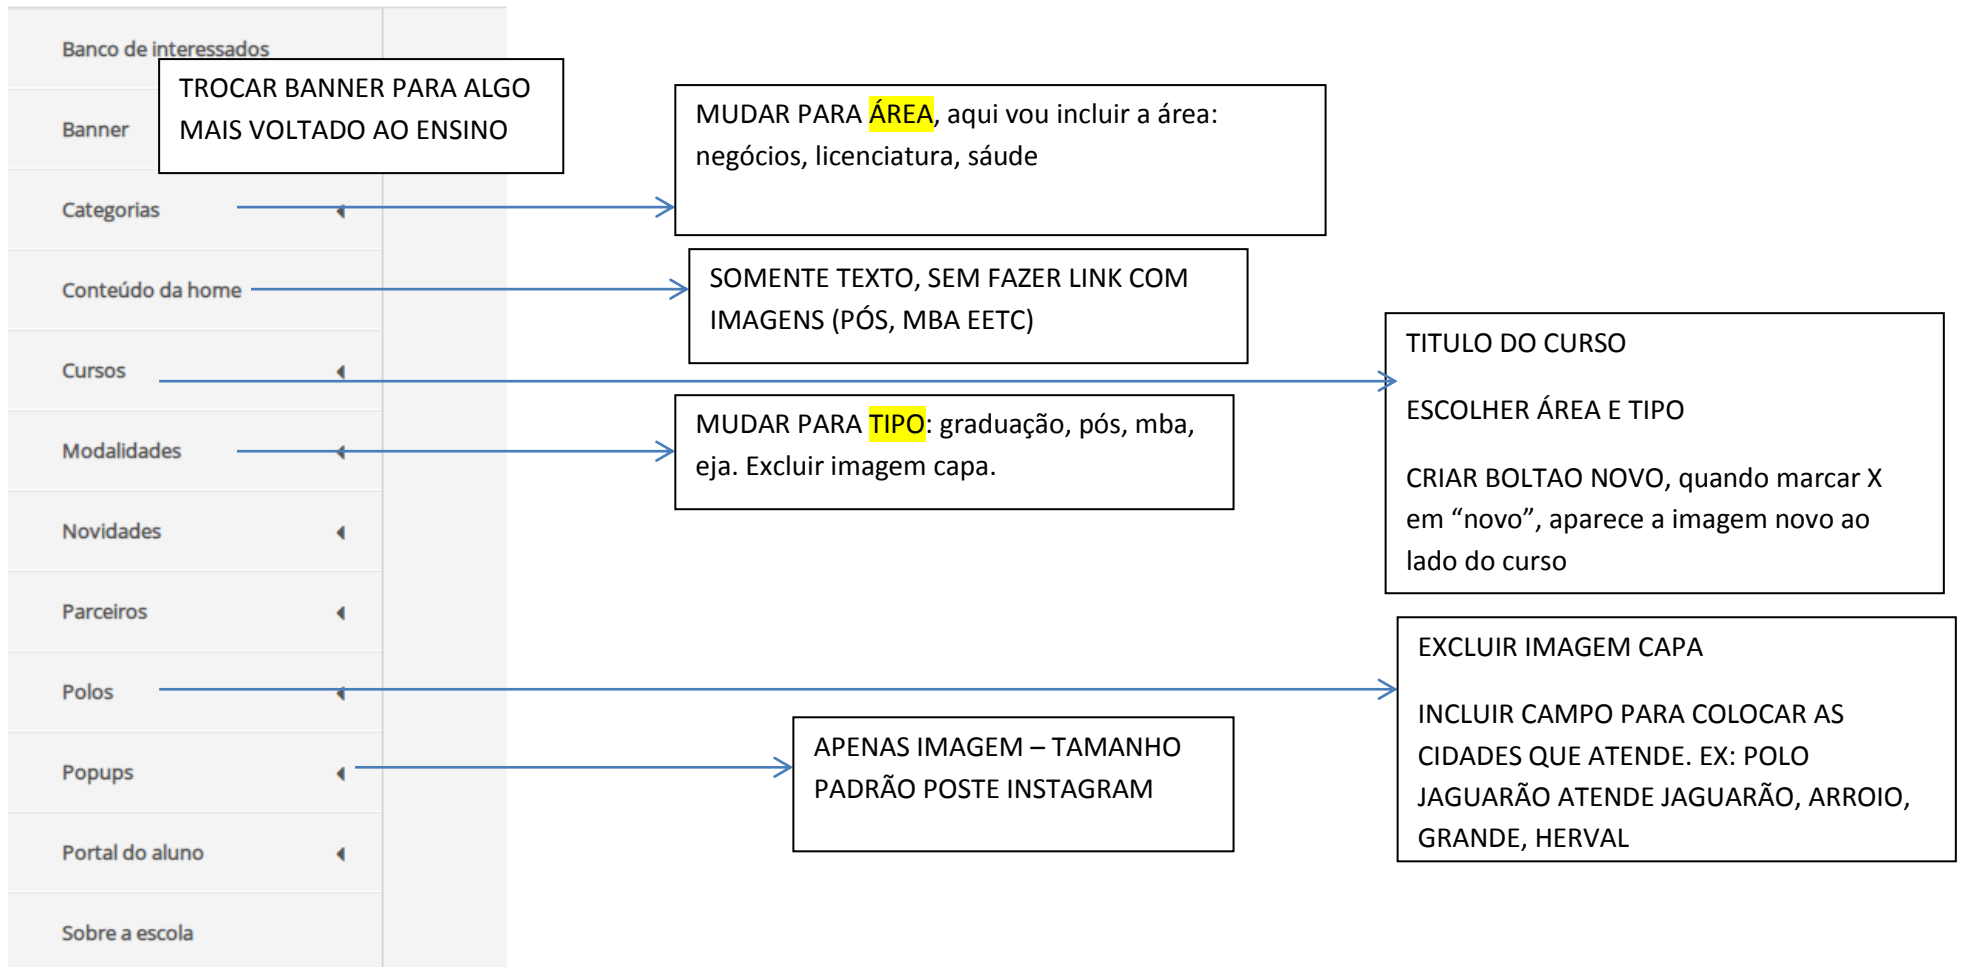 Banco de interessados
Banner
Categorias
Conteúdo da home
Cursos
Modalidades
Novidades
Parceiros
Polos
Popups
Portal do aluno
Sobre a escola
TROCAR BANNER PARA ALGO
MAIS VOLTADO AO ENSINO
MUDAR PARA ÁREA, aqui vou incluir a área:
negócios, licenciatura, sáude
SOMENTE TEXTO, SEM FAZER LINK COM
IMAGENS (PÓS, MBA EETC)
TITULO DO CURSO
ESCOLHER ÁREA E TIPO
CRIAR BOLTAO NOVO, quando marcar X
em “novo”, aparece a imagem novo ao
lado do curso
MUDAR PARA TIPO: graduação, pós, mba,
eja. Excluir imagem capa.
EXCLUIR IMAGEM CAPA
INCLUIR CAMPO PARA COLOCAR AS
CIDADES QUE ATENDE. EX: POLO
JAGUARÃO ATENDE JAGUARÃO, ARROIO,
GRANDE, HERVAL
APENAS IMAGEM – TAMANHO
PADRÃO POSTE INSTAGRAM